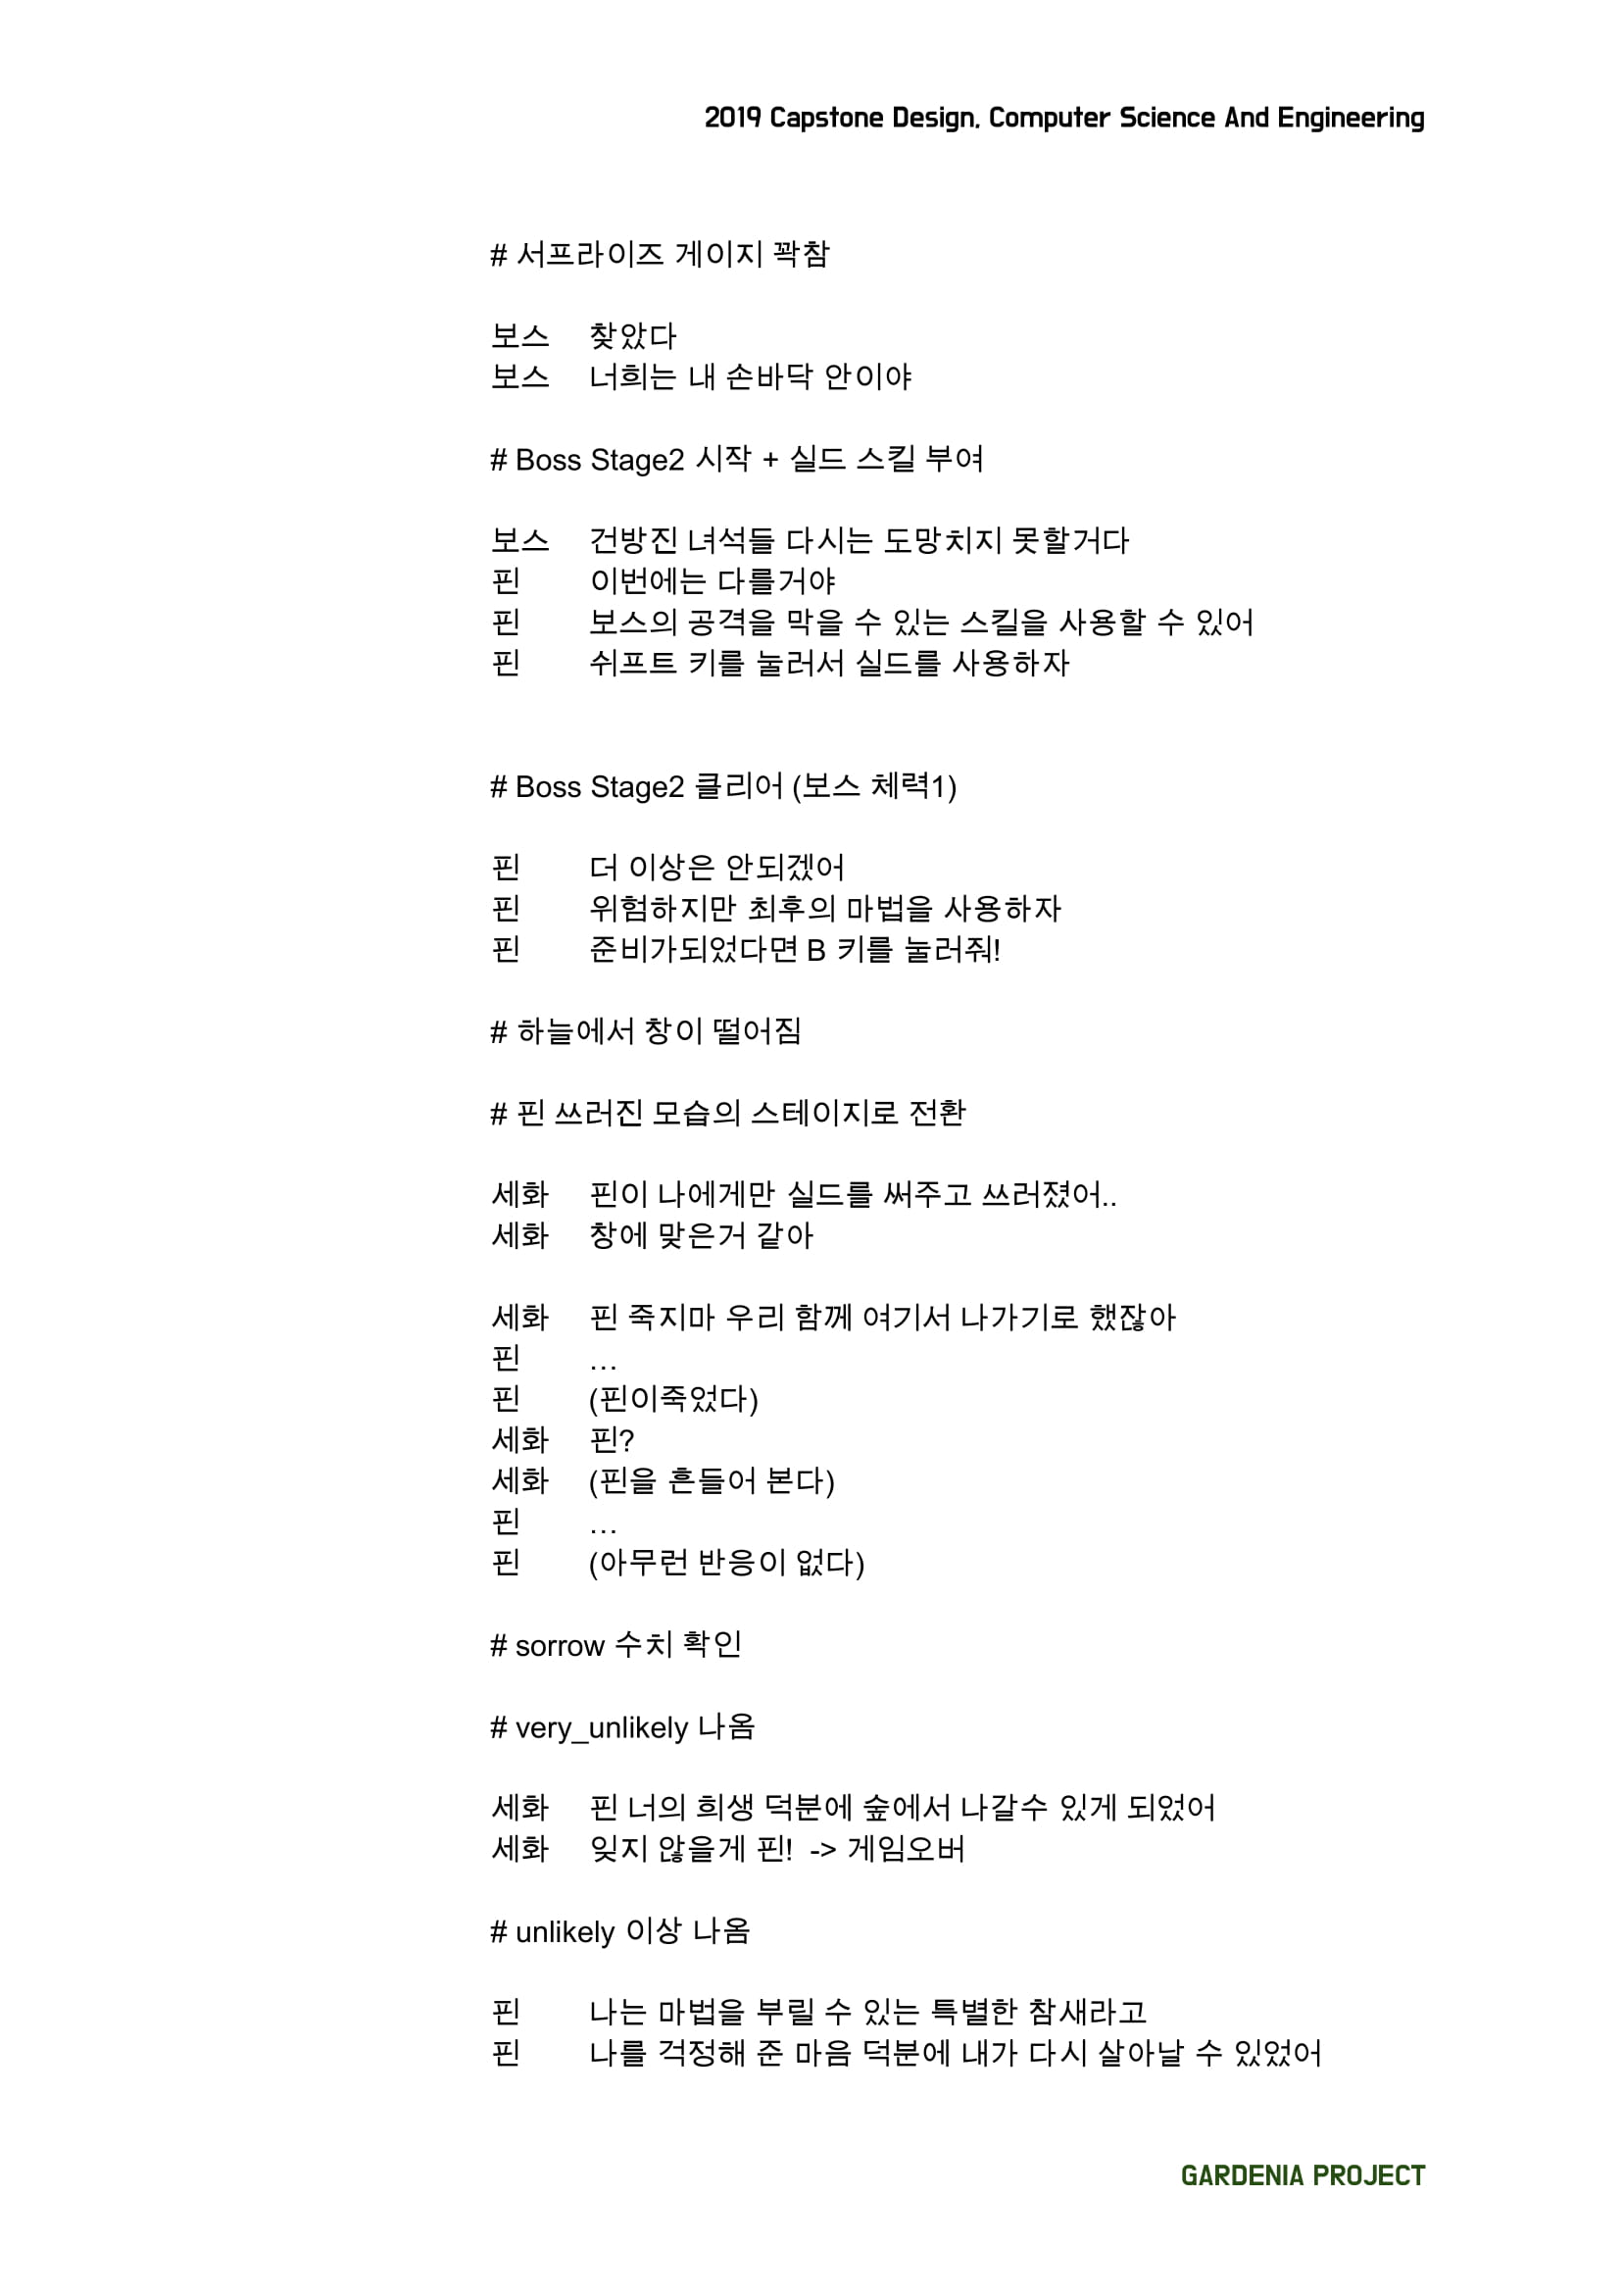 2019 Capstone Design, Computer Science And Engineering
# 서프라이즈 게이지 꽉참
보스 찾았다
보스 너희는 내 손바닥 안이야
# Boss Stage2 시작 + 실드 스킬 부여
보스 건방진 녀석들 다시는 도망치지 못할거다
핀 이번에는 다를거야
핀 보스의 공격을 막을 수 있는 스킬을 사용할 수 있어
핀 쉬프트 키를 눌러서 실드를 사용하자
# Boss Stage2 클리어 (보스 체력1)
핀 더 이상은 안되겠어
핀 위험하지만 최후의 마법을 사용하자
핀 준비가되었다면 B 키를 눌러줘!
# 하늘에서 창이 떨어짐
# 핀 쓰러진 모습의 스테이지로 전환
세화 핀이 나에게만 실드를 써주고 쓰러졌어..
세화 창에 맞은거 같아
세화 핀 죽지마 우리 함께 여기서 나가기로 했잖아
핀 ...
핀 (핀이죽었다)
세화 핀?
세화 (핀을 흔들어 본다)
핀 ...
핀 (아무런 반응이 없다)
# sorrow 수치 확인
# very_unlikely 나옴
세화 핀 너의 희생 덕분에 숲에서 나갈수 있게 되었어
세화 잊지 않을게 핀! -> 게임오버
# unlikely 이상 나옴
핀 나는 마법을 부릴 수 있는 특별한 참새라고
핀 나를 걱정해 준 마음 덕분에 내가 다시 살아날 수 있었어
GARDENIA PROJECT